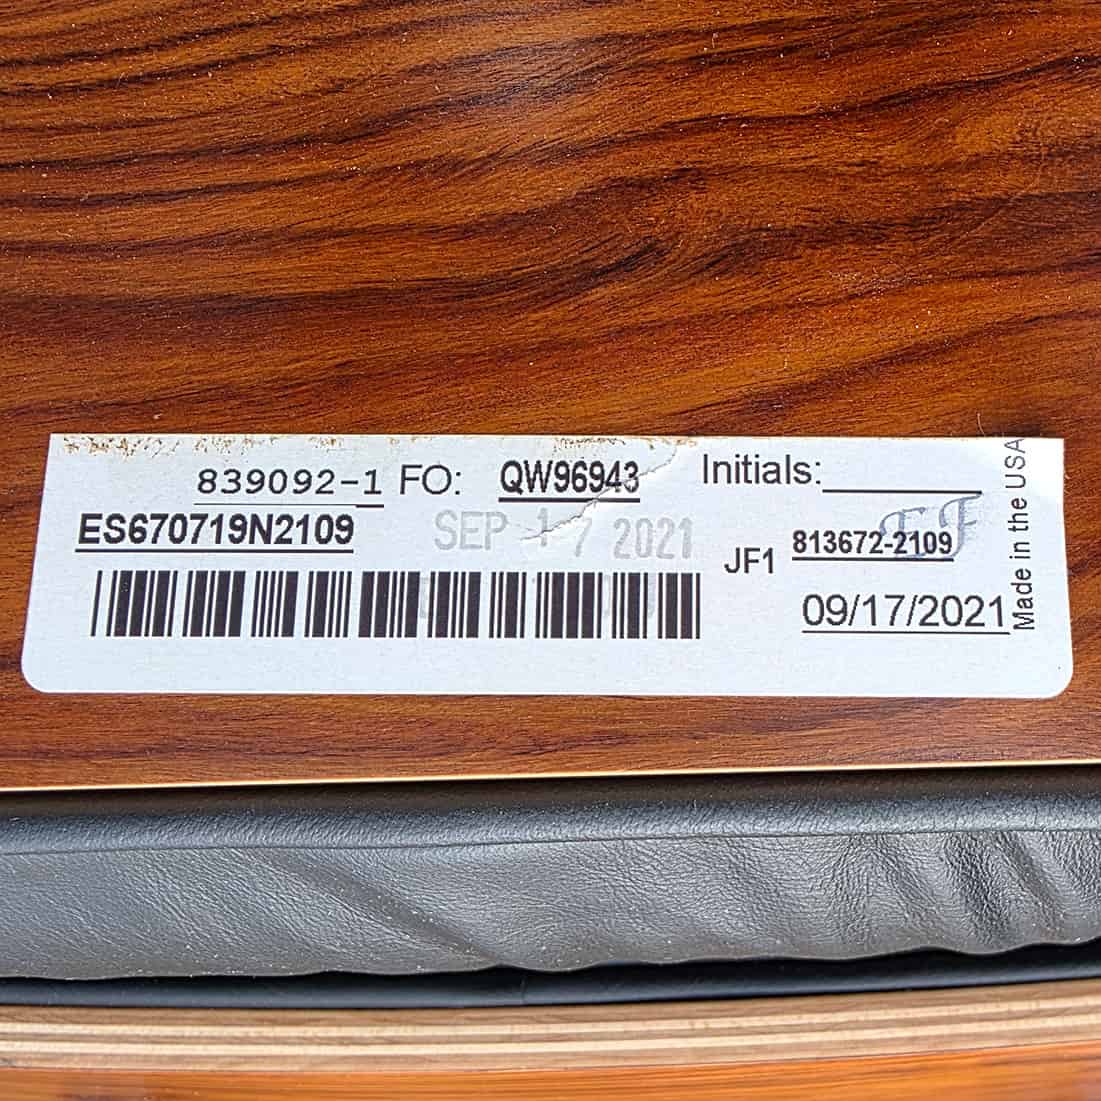 839092-1 FO: QW96943 Initials:
ES670719N2109 SEP 17 2021
FF
JF1 813672-2109
09/17/2021
Made in the USA